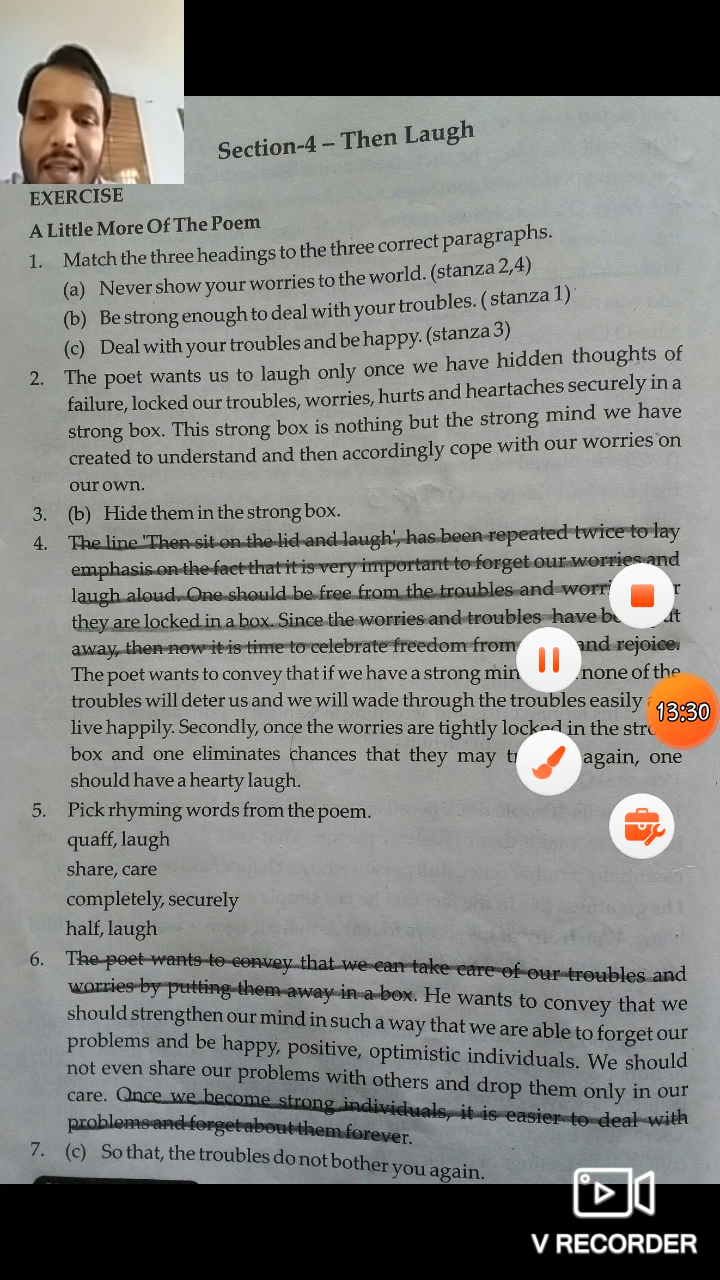 Section-4 – Then Laugh
EXERCISE
A Little More Of The Poem
1. Match the three headings to the three correct paragraphs.
(a) Never show your worries to the world. (stanza 2,4)
(b) Be strong enough to deal with your troubles. ( stanza 1)
(c) Deal with your troubles and be happy. (stanza 3)
2. The poet wants us to laugh only once we have hidden thoughts of
failure, locked our troubles, worries, hurts and heartaches securely in a
strong box. This strong box is nothing but the strong mind we have
created to understand and then accordingly cope with our worries on
our own.
3. (b) Hide them in the strong box.
4. The line 'Then sit on the lid and laugh', has been repeated twice to lay
emphasis on the fact that it is very important to forget our worries and
laugh aloud. One should be free from the troubles and
they are locked in a box. Since the worries and troubles have
away, then now it is time to celebrate freedom from and rejoice.
The poet wants to convey that if we have a strong none of the
troubles will deter us and we will wade through the troubles easily
live happily. Secondly, once the worries are tightly locked in the
box and one eliminates chances that they may again, one
should have a hearty laugh.
13:30
5. Pick rhyming words from the poem.
quaff, laugh
share, care
completely, securely
half, laugh
6. The poet wants to convey that we can take care of our troubles and
worries by putting them away in a box. He wants to convey that we
should strengthen our mind in such a way that we are able to forget our
problems and be happy, positive, optimistic individuals. We should
not even share our problems with others and drop them only in our
care. Once we become strong individuals, it is easier to deal with
problems and forget about them forever.
7. (c) So that, the troubles do not bother you again.
V RECORDER